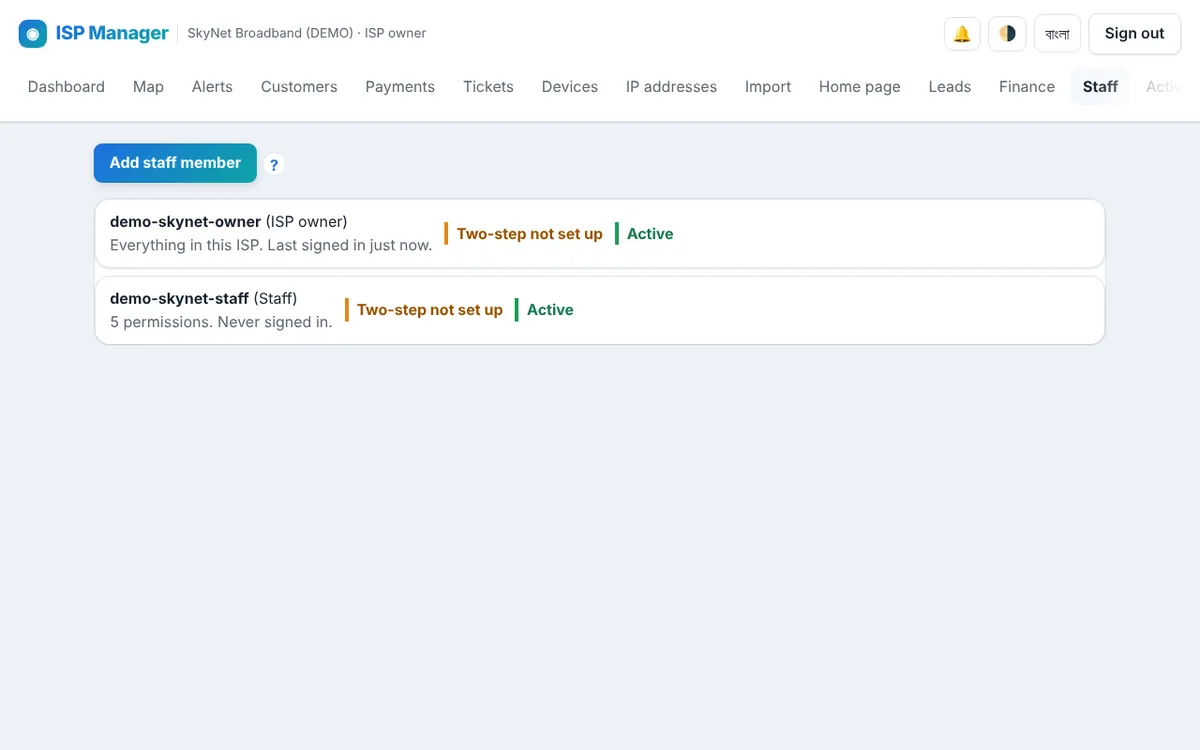 ISP Manager SkyNet Broadband (DEMO) · ISP owner বাংলা Sign out
Dashboard Map Alerts Customers Payments Tickets Devices IP addresses Import Home page Leads Finance Staff
Add staff member ?
demo-skynet-owner (ISP owner)
Everything in this ISP. Last signed in just now. Two-step not set up Active
demo-skynet-staff (Staff)
5 permissions. Never signed in. Two-step not set up Active